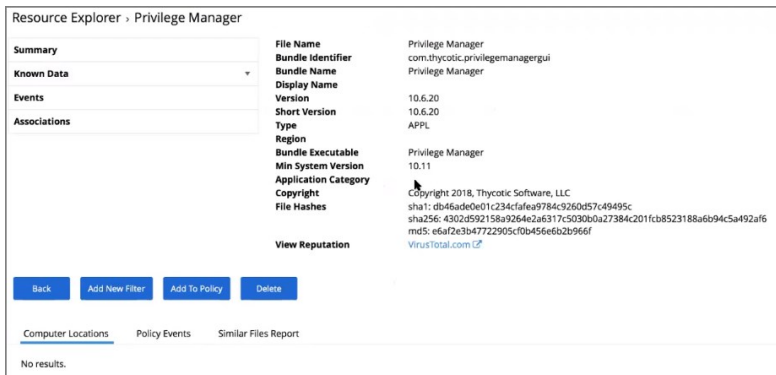 Resource Explorer › Privilege Manager
Summary
Known Data
Events
Associations
File Name Privilege Manager
Bundle Identifier com.thycotic.privilegemanagergui
Bundle Name Privilege Manager
Display Name
Version 10.6.20
Short Version 10.6.20
Type APPL
Region
Bundle Executable Privilege Manager
Min System Version 10.11
Application Category
Copyright Copyright 2018, Thycotic Software, LLC
File Hashes sha1: db46ade0e01c234cfafea9784c9260d57c49495c
sha256: 4302d592158a9264e2a6317c5030b0a27384c201fcb8523188a6b94c5a492af6
md5: e6af2e3b47722905cf0b456e6b2b966f
View Reputation VirusTotal.com
Back Add New Filter Add To Policy Delete
Computer Locations Policy Events Similar Files Report
No results.